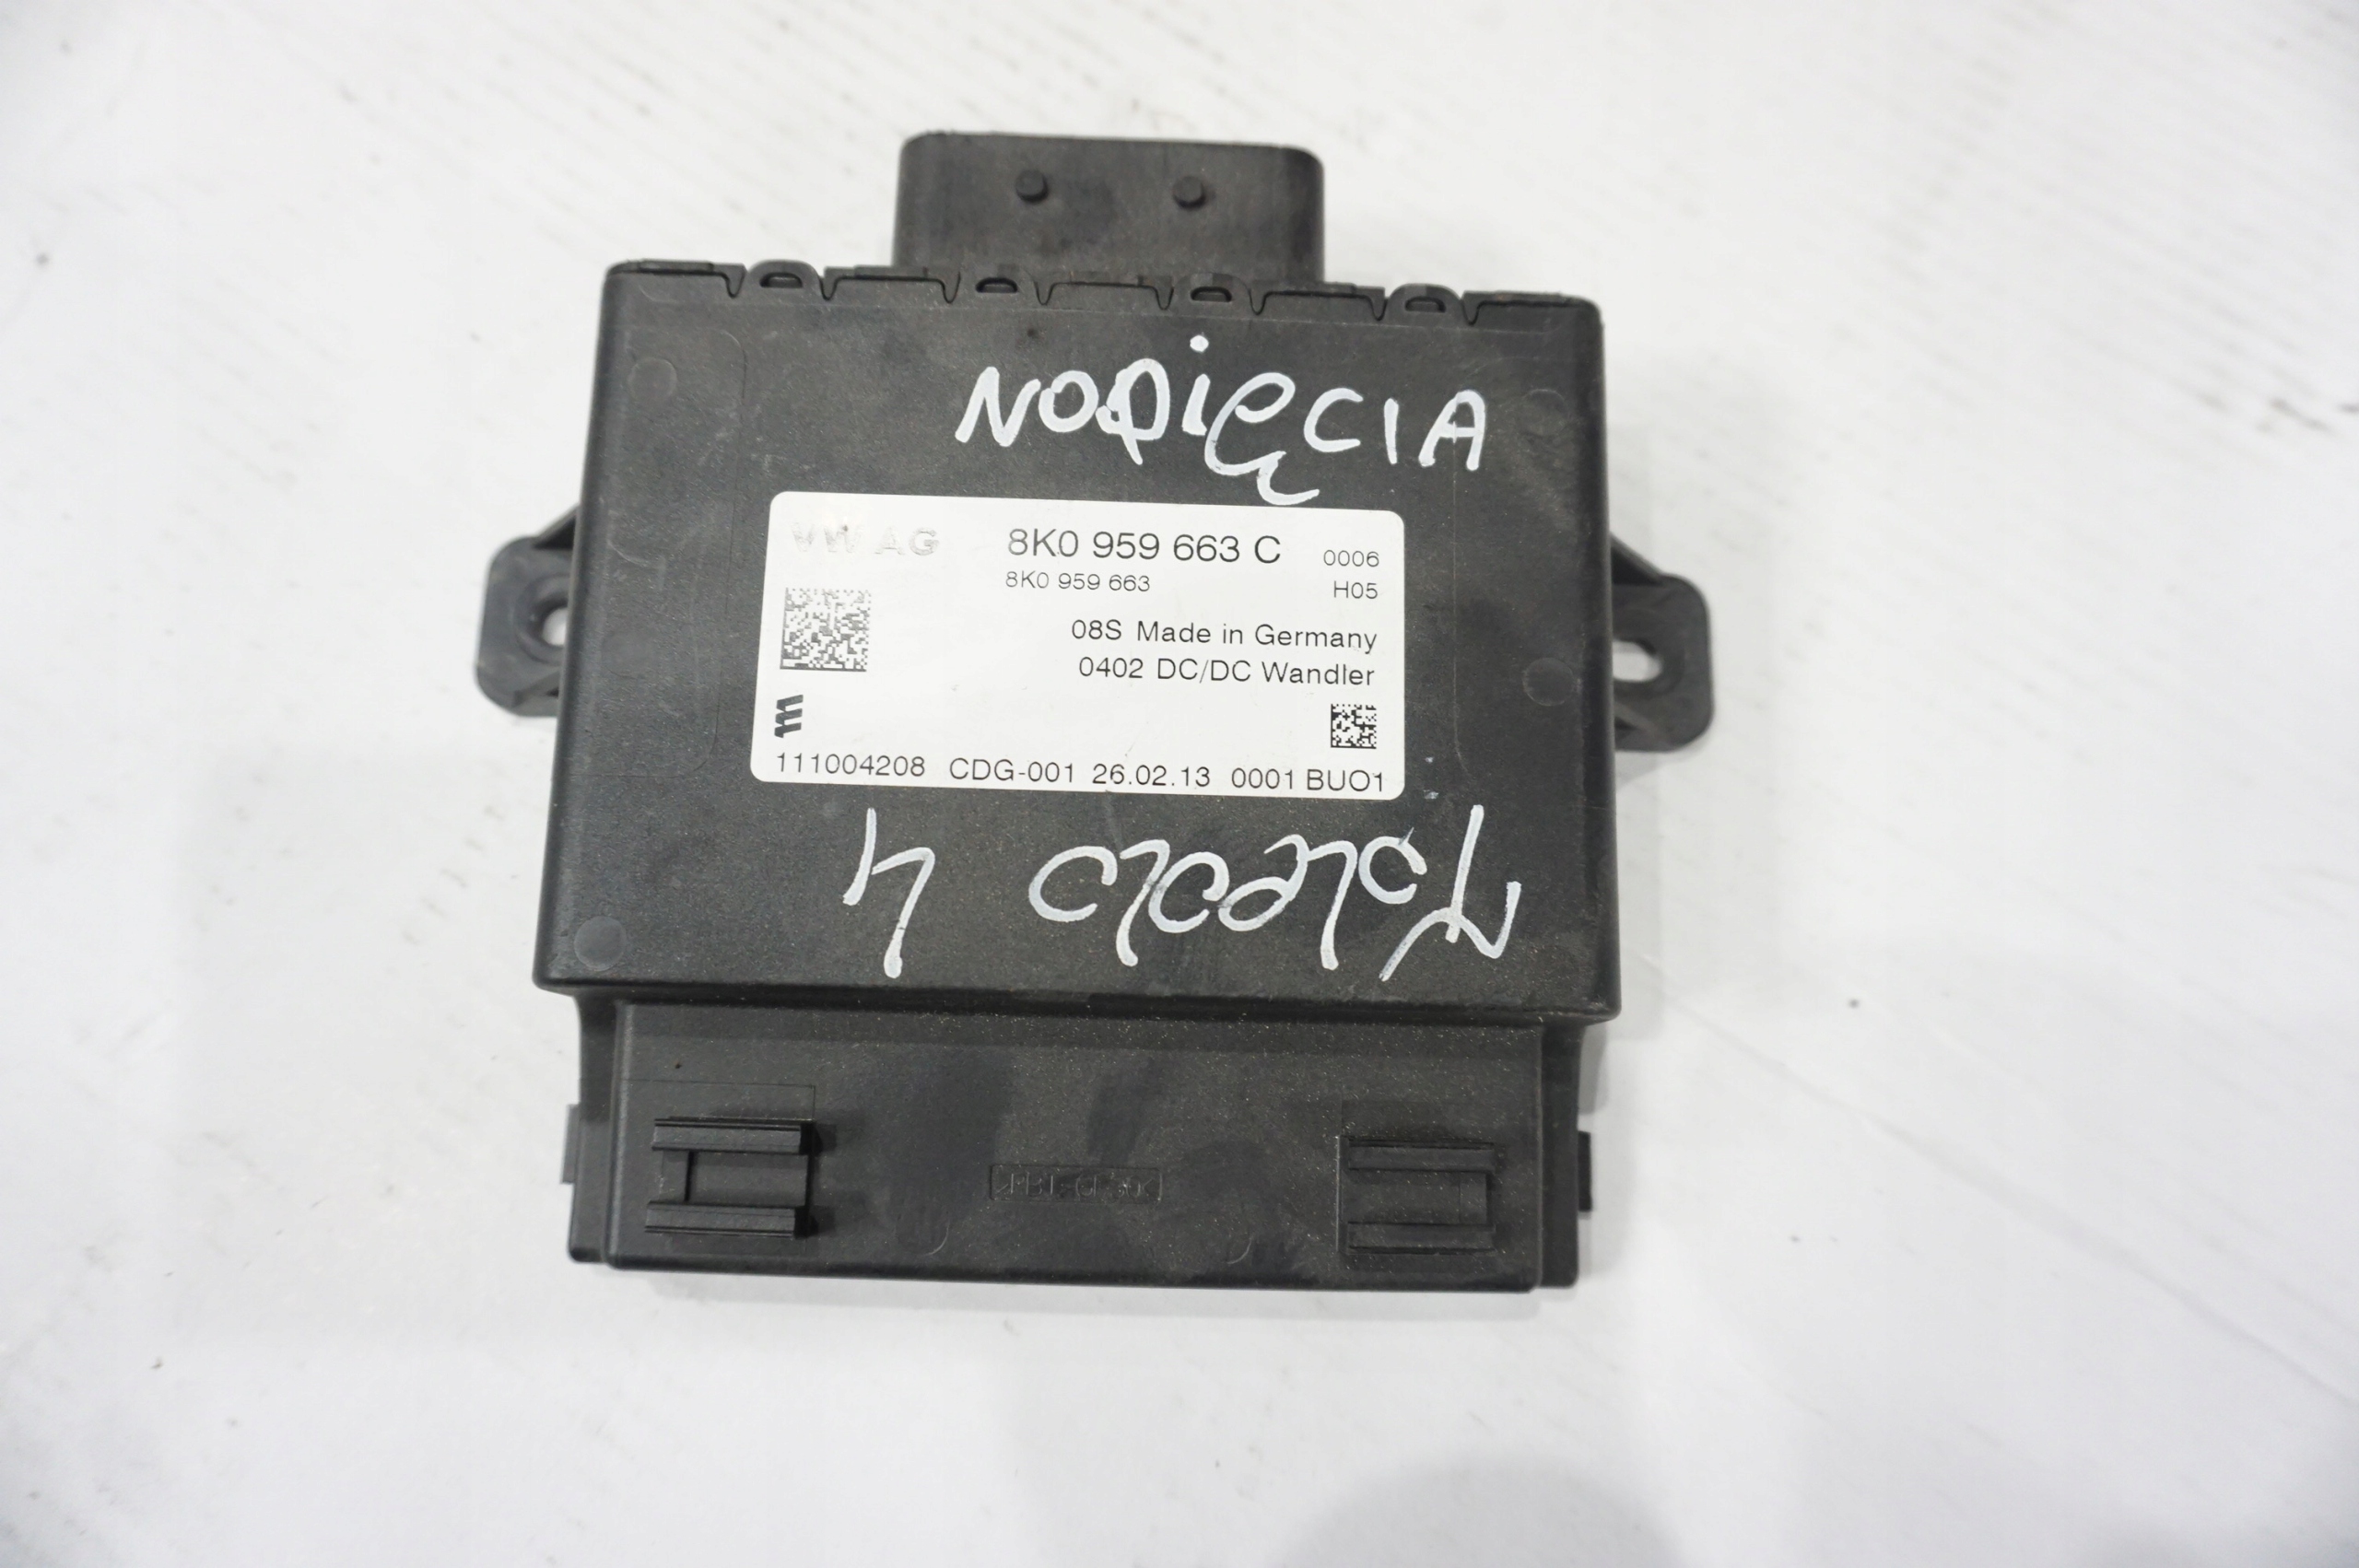 NOPięCIA
VW AG
8K0 959 663 C 0006
8K0 959 663 H05
08S Made in Germany
0402 DC/DC Wandler
111004208 CDG-001 26.02.13 0001 BUO1
Toledo 4